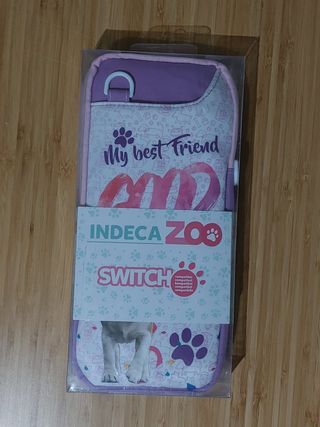 My best Friend
INDECA ZOO
SWITCH